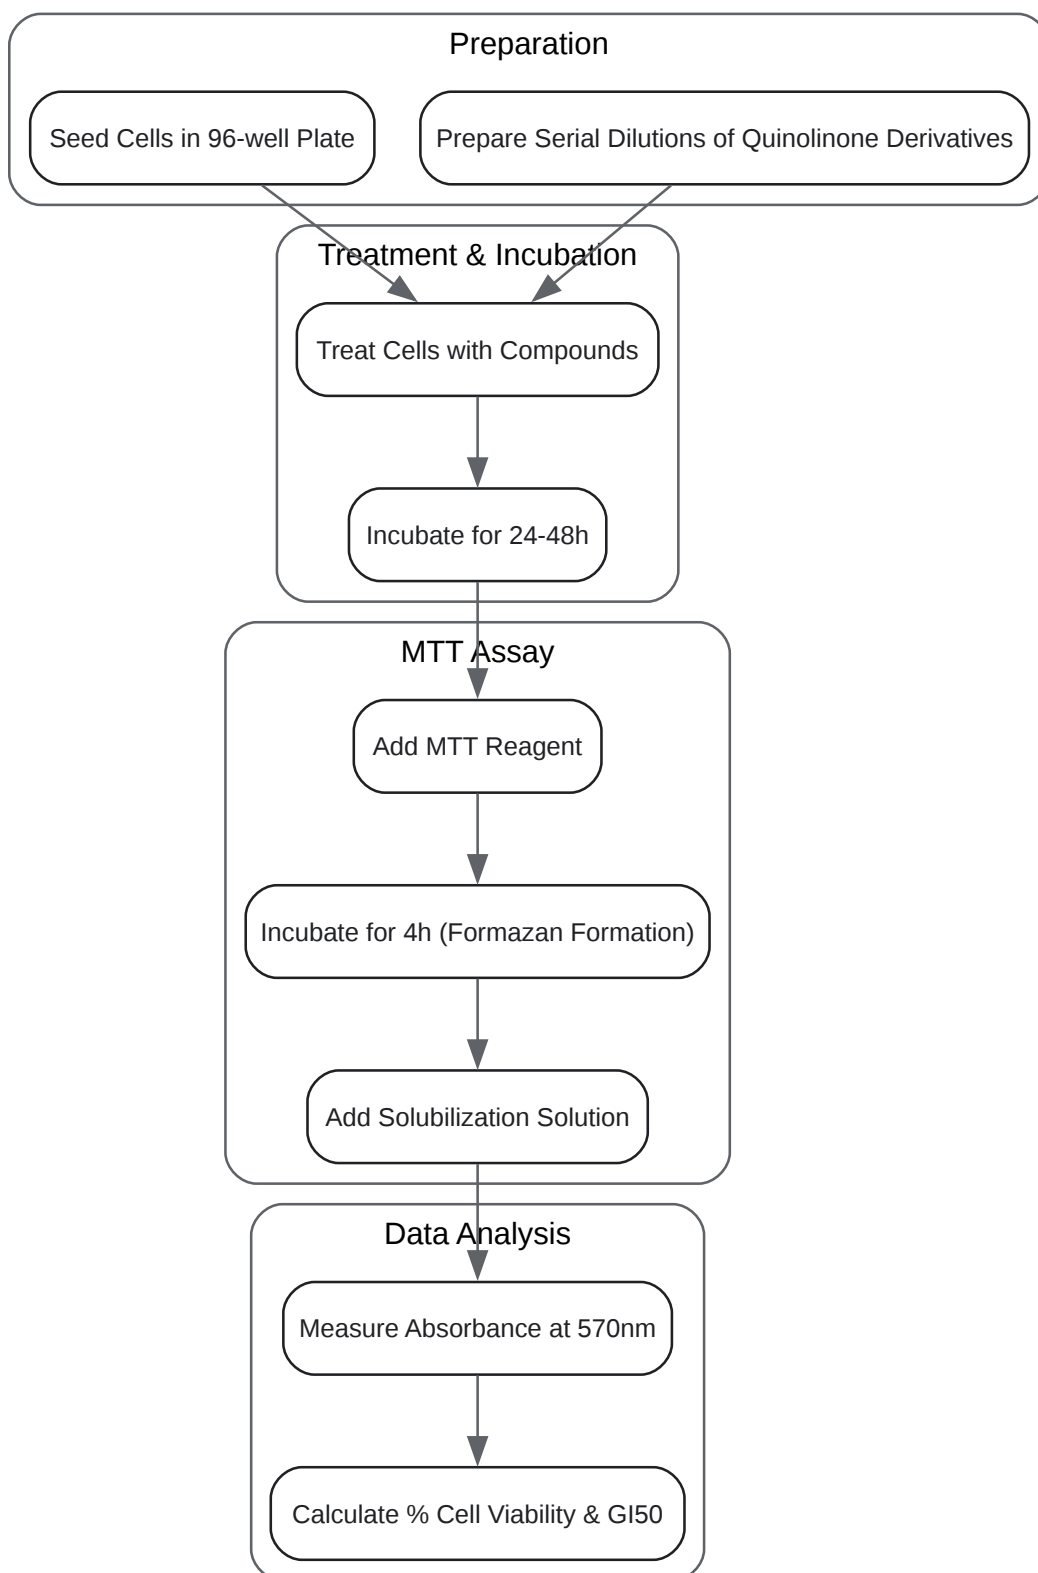 Preparation
Seed Cells in 96-well Plate
Prepare Serial Dilutions of Quinolinone Derivatives
Treatment & Incubation
Treat Cells with Compounds
Incubate for 24-48h
MTT Assay
Add MTT Reagent
Incubate for 4h (Formazan Formation)
Add Solubilization Solution
Data Analysis
Measure Absorbance at 570nm
Calculate % Cell Viability & GI50